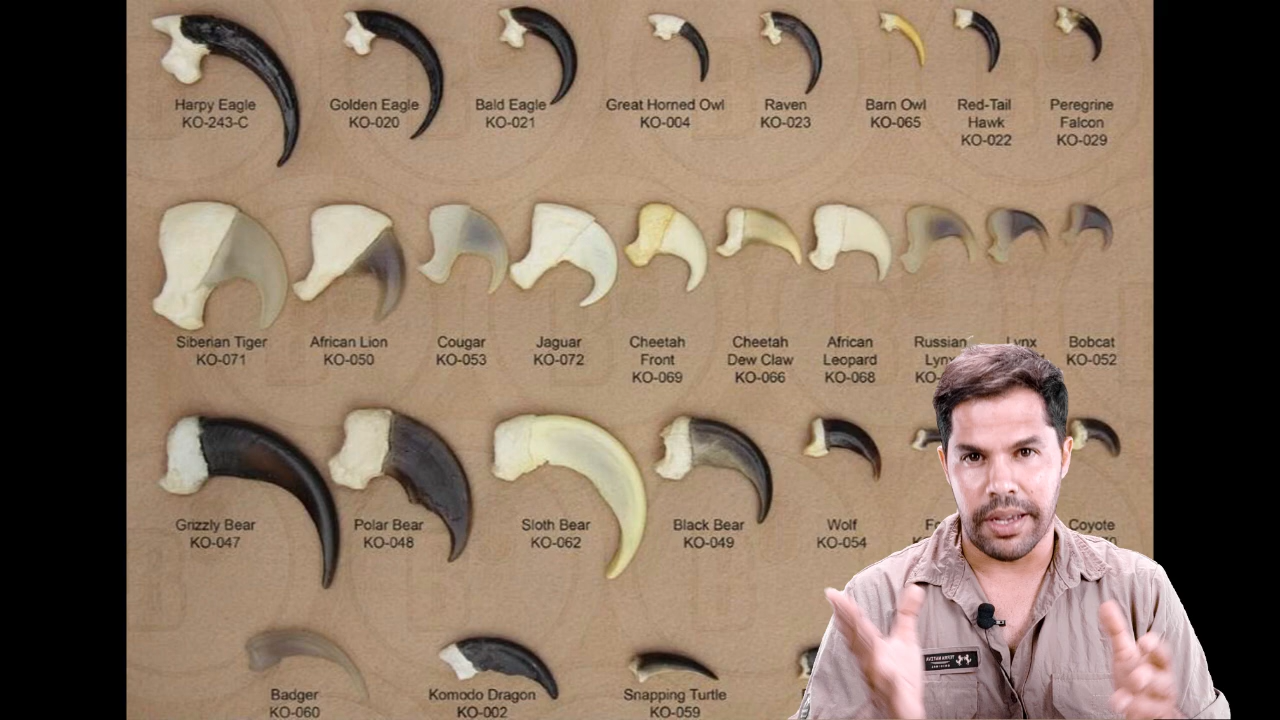 Harpy Eagle
KO-243-C
Golden Eagle
KO-020
Bald Eagle
KO-021
Great Horned Owl
KO-004
Raven
KO-023
Barn Owl
KO-065
Red-Tail
Hawk
KO-022
Peregrine
Falcon
KO-029
Siberian Tiger
KO-071
African Lion
KO-050
Cougar
KO-053
Jaguar
KO-072
Cheetah
Front
KO-069
Cheetah
Dew Claw
KO-066
African
Leopard
KO-068
Russian
Lynx
Bobcat
KO-052
Grizzly Bear
KO-047
Polar Bear
KO-048
Sloth Bear
KO-062
Black Bear
KO-049
Wolf
KO-054
Coyote
Badger
KO-060
Komodo Dragon
KO-002
Snapping Turtle
KO-059